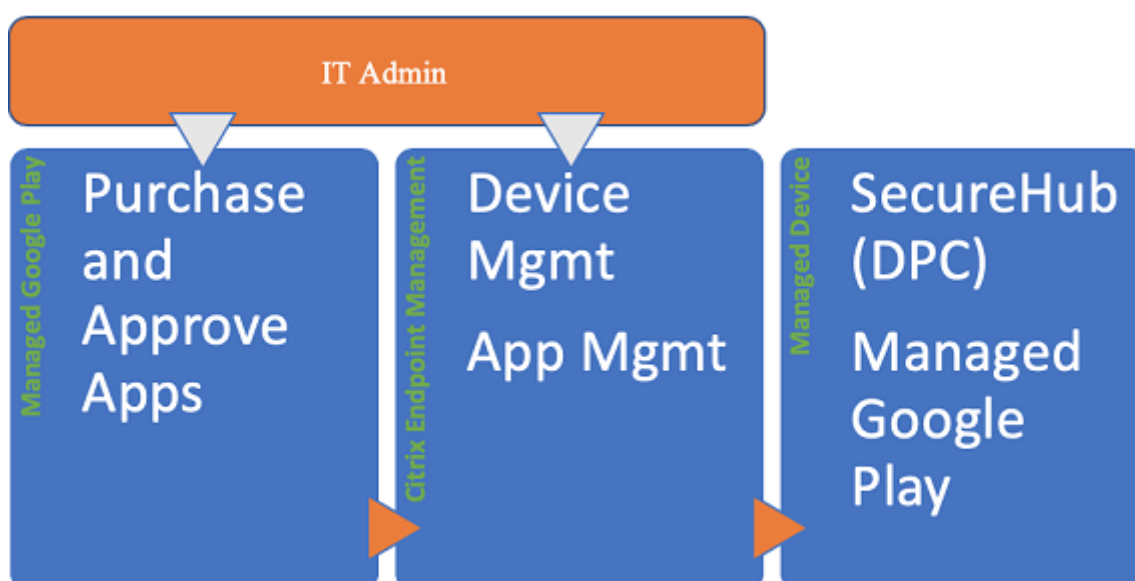 IT Admin
Managed Google Play
Purchase
and
Approve
Apps
Citrix Endpoint Management
Device
Mgmt
App Mgmt
Managed Device
SecureHub
(DPC)
Managed
Google
Play